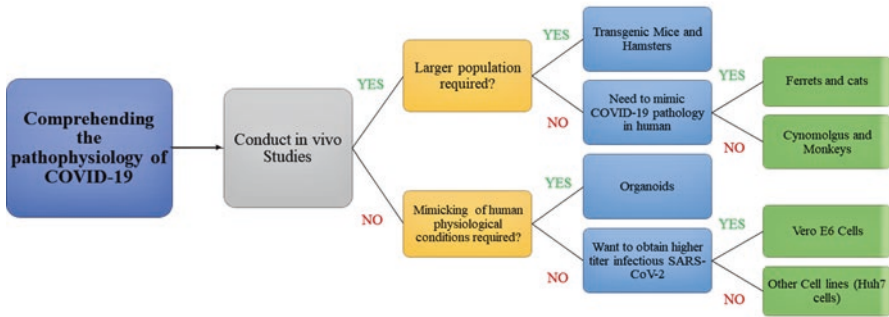 Comprehending
the
pathophysiology of
COVID-19
Conduct in vivo
Studies
YES
NO
Larger population
required?
Mimicking of human
physiological
conditions required?
YES
NO
YES
NO
Transgenic Mice and
Hamsters
Need to mimic
COVID-19 pathology
in human
Organoids
Want to obtain higher
titer infectious SARS-
CoV-2
YES
NO
YES
NO
Ferrets and cats
Cynomolgus and
Monkeys
Vero E6 Cells
Other Cell lines (Huh7
cells)